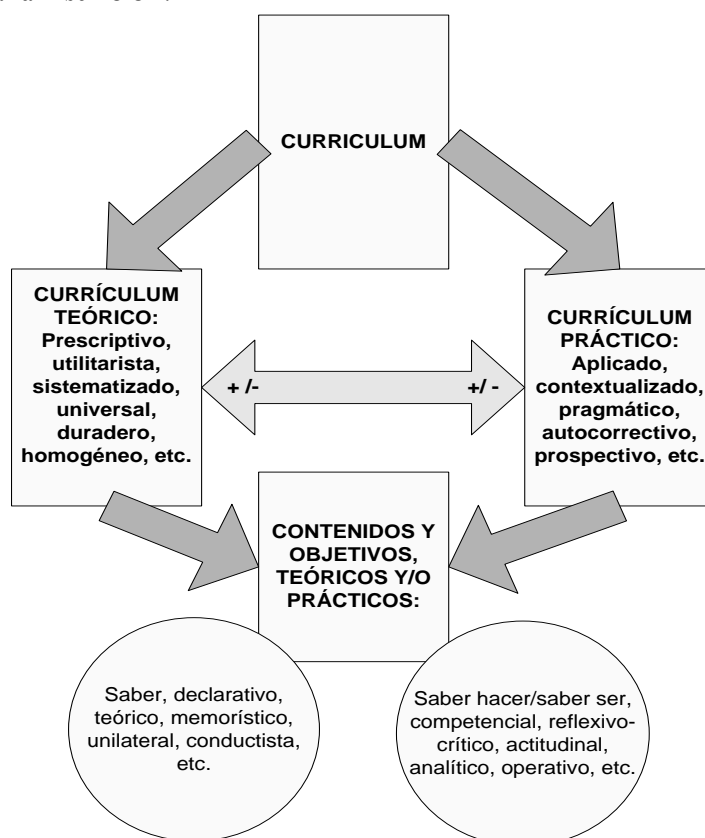 CURRICULUM
CURRÍCULUM
TEÓRICO:
Prescriptivo,
utilitarista,
sistematizado,
universal,
duradero,
homogéneo, etc.
CURRÍCULUM
PRÁCTICO:
Aplicado,
contextualizado,
pragmático,
autocorrectivo,
prospectivo, etc.
+ /-
+/ -
CONTENIDOS Y
OBJETIVOS,
TEÓRICOS Y/O
PRÁCTICOS:
Saber, declarativo,
teórico, memorístico,
unilateral, conductista,
etc.
Saber hacer/saber ser,
competencial, reflexivo-
crítico, actitudinal,
analítico, operativo, etc.